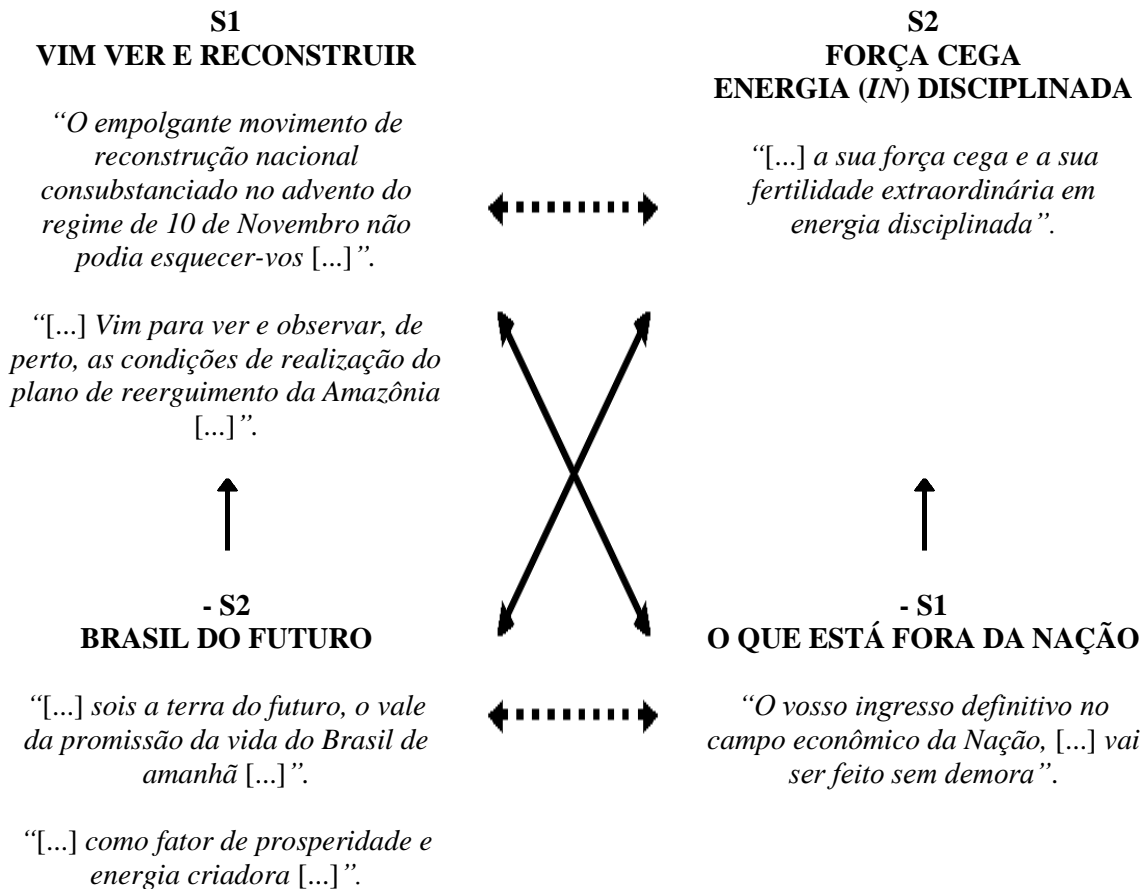 S1
VIM VER E RECONSTRUIR
“O empolgante movimento de
reconstrução nacional
consubstanciado no advento do
regime de 10 de Novembro não
podia esquecer-vos [...]”.
“[...] Vim para ver e observar, de
perto, as condições de realização do
plano de reerguimento da Amazônia
[...]”.
S2
FORÇA CEGA
ENERGIA (IN) DISCIPLINADA
“[...] a sua força cega e a sua
fertilidade extraordinária em
energia disciplinada”.
- S2
BRASIL DO FUTURO
“[...] sois a terra do futuro, o vale
da promissão da vida do Brasil de
amanhã [...]”.
“[...] como fator de prosperidade e
energia criadora [...]”.
- S1
O QUE ESTÁ FORA DA NAÇÃO
“O vosso ingresso definitivo no
campo econômico da Nação, [...] vai
ser feito sem demora”.